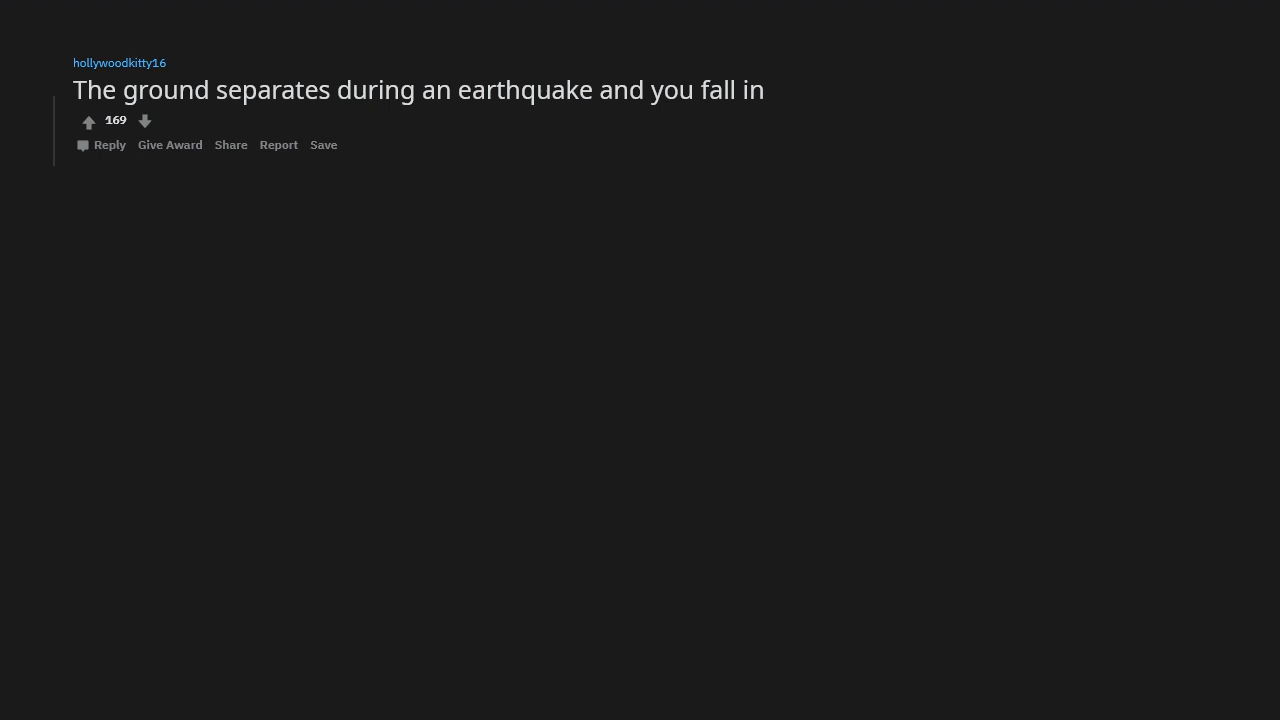 hollywoodkitty16
The ground separates during an earthquake and you fall in
169
Reply Give Award Share Report Save